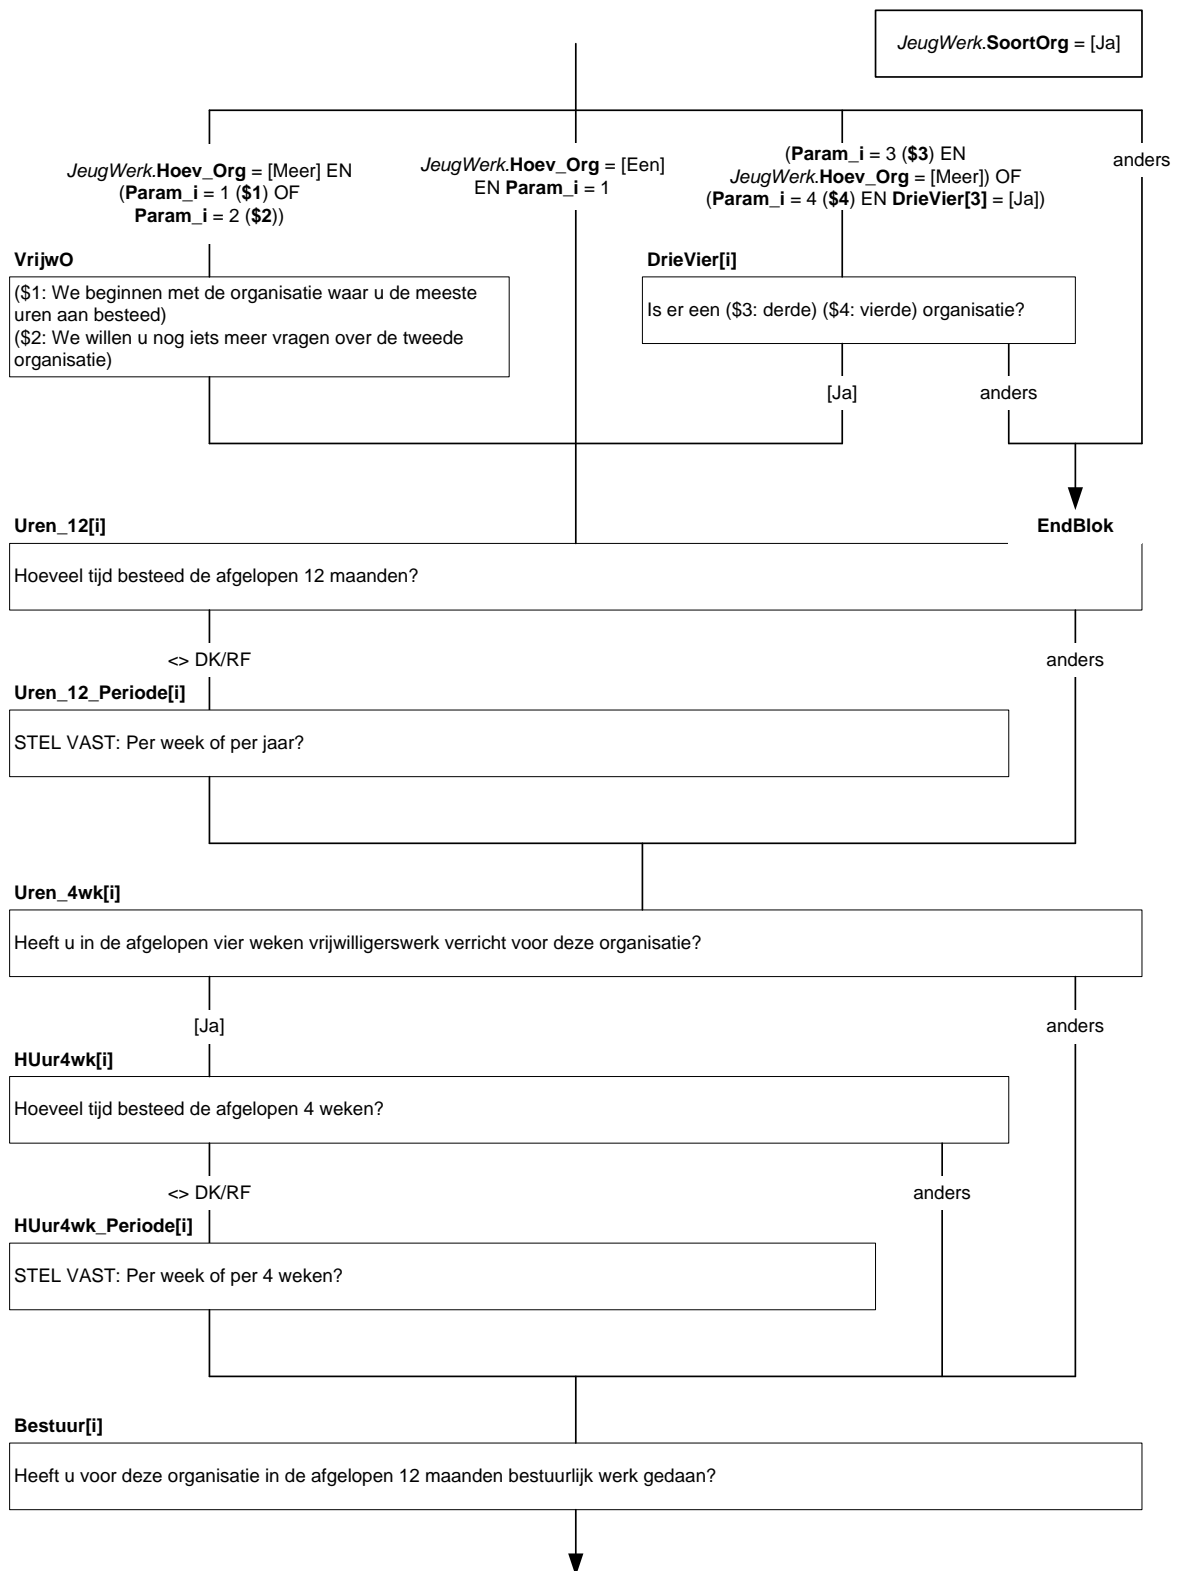 JeugWerk.SoortOrg = [Ja]
JeugWerk.Hoev_Org = [Meer] EN
(Param_i = 1 ($1) OF
Param_i = 2 ($2))
JeugWerk.Hoev_Org = [Een]
EN Param_i = 1
(Param_i = 3 ($3) EN
JeugWerk.Hoev_Org = [Meer]) OF
(Param_i = 4 ($4) EN DrieVier[3] = [Ja])
anders
VrijwO
($1: We beginnen met de organisatie waar u de meeste
uren aan besteed)
($2: We willen u nog iets meer vragen over de tweede
organisatie)
DrieVier[i]
Is er een ($3: derde) ($4: vierde) organisatie?
[Ja]
anders
EndBlok
Uren_12[i]
Hoeveel tijd besteed de afgelopen 12 maanden?
<> DK/RF
anders
Uren_12_Periode[i]
STEL VAST: Per week of per jaar?
Uren_4wk[i]
Heeft u in de afgelopen vier weken vrijwilligerswerk verricht voor deze organisatie?
[Ja]
anders
HUur4wk[i]
Hoeveel tijd besteed de afgelopen 4 weken?
<> DK/RF
anders
HUur4wk_Periode[i]
STEL VAST: Per week of per 4 weken?
Bestuur[i]
Heeft u voor deze organisatie in de afgelopen 12 maanden bestuurlijk werk gedaan?